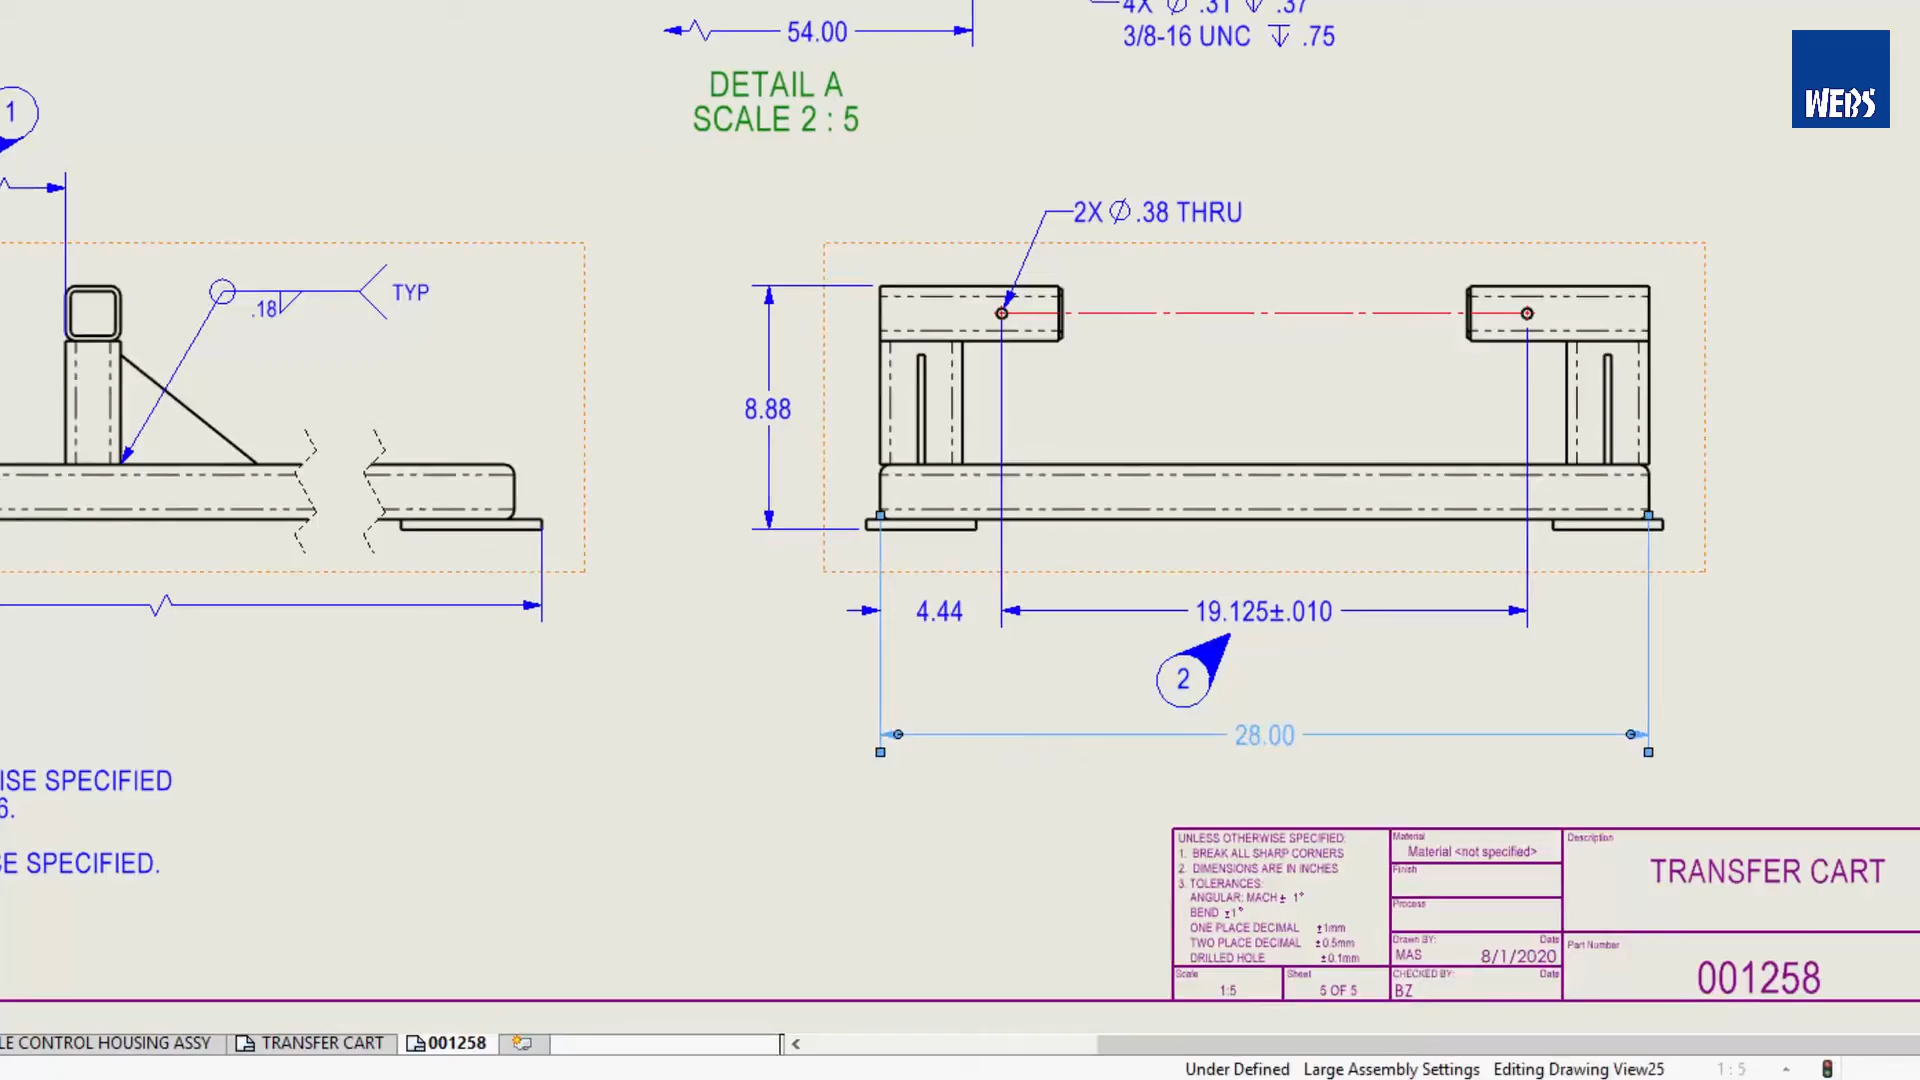 4X Ø .31 ↧ .37
54.00
3/8-16 UNC ↧ .75
DETAIL A
SCALE 2 : 5
WEBS
1
2X Ø .38 THRU
.18
TYP
8.88
4.44
19.125±.010
2
28.00
ISE SPECIFIED
6.
SE SPECIFIED.
UNLESS OTHERWISE SPECIFIED:
1. BREAK ALL SHARP CORNERS
2. DIMENSIONS ARE IN INCHES
3. TOLERANCES:
ANGULAR: MACH± 1°
BEND ±1°
ONE PLACE DECIMAL ±1mm
TWO PLACE DECIMAL ±0.5mm
DRILLED HOLE ±0.1mm
Scale
1:5
Sheet
5 OF 5
Material
Material <not specified>
Finish
Process
Drawn BY: Date
MAS 8/1/2020
CHECKED BY: Date
BZ
Description
TRANSFER CART
Part Number
001258
LE CONTROL HOUSING ASSY TRANSFER CART 001258
Under Defined Large Assembly Settings Editing Drawing View25 1 : 5